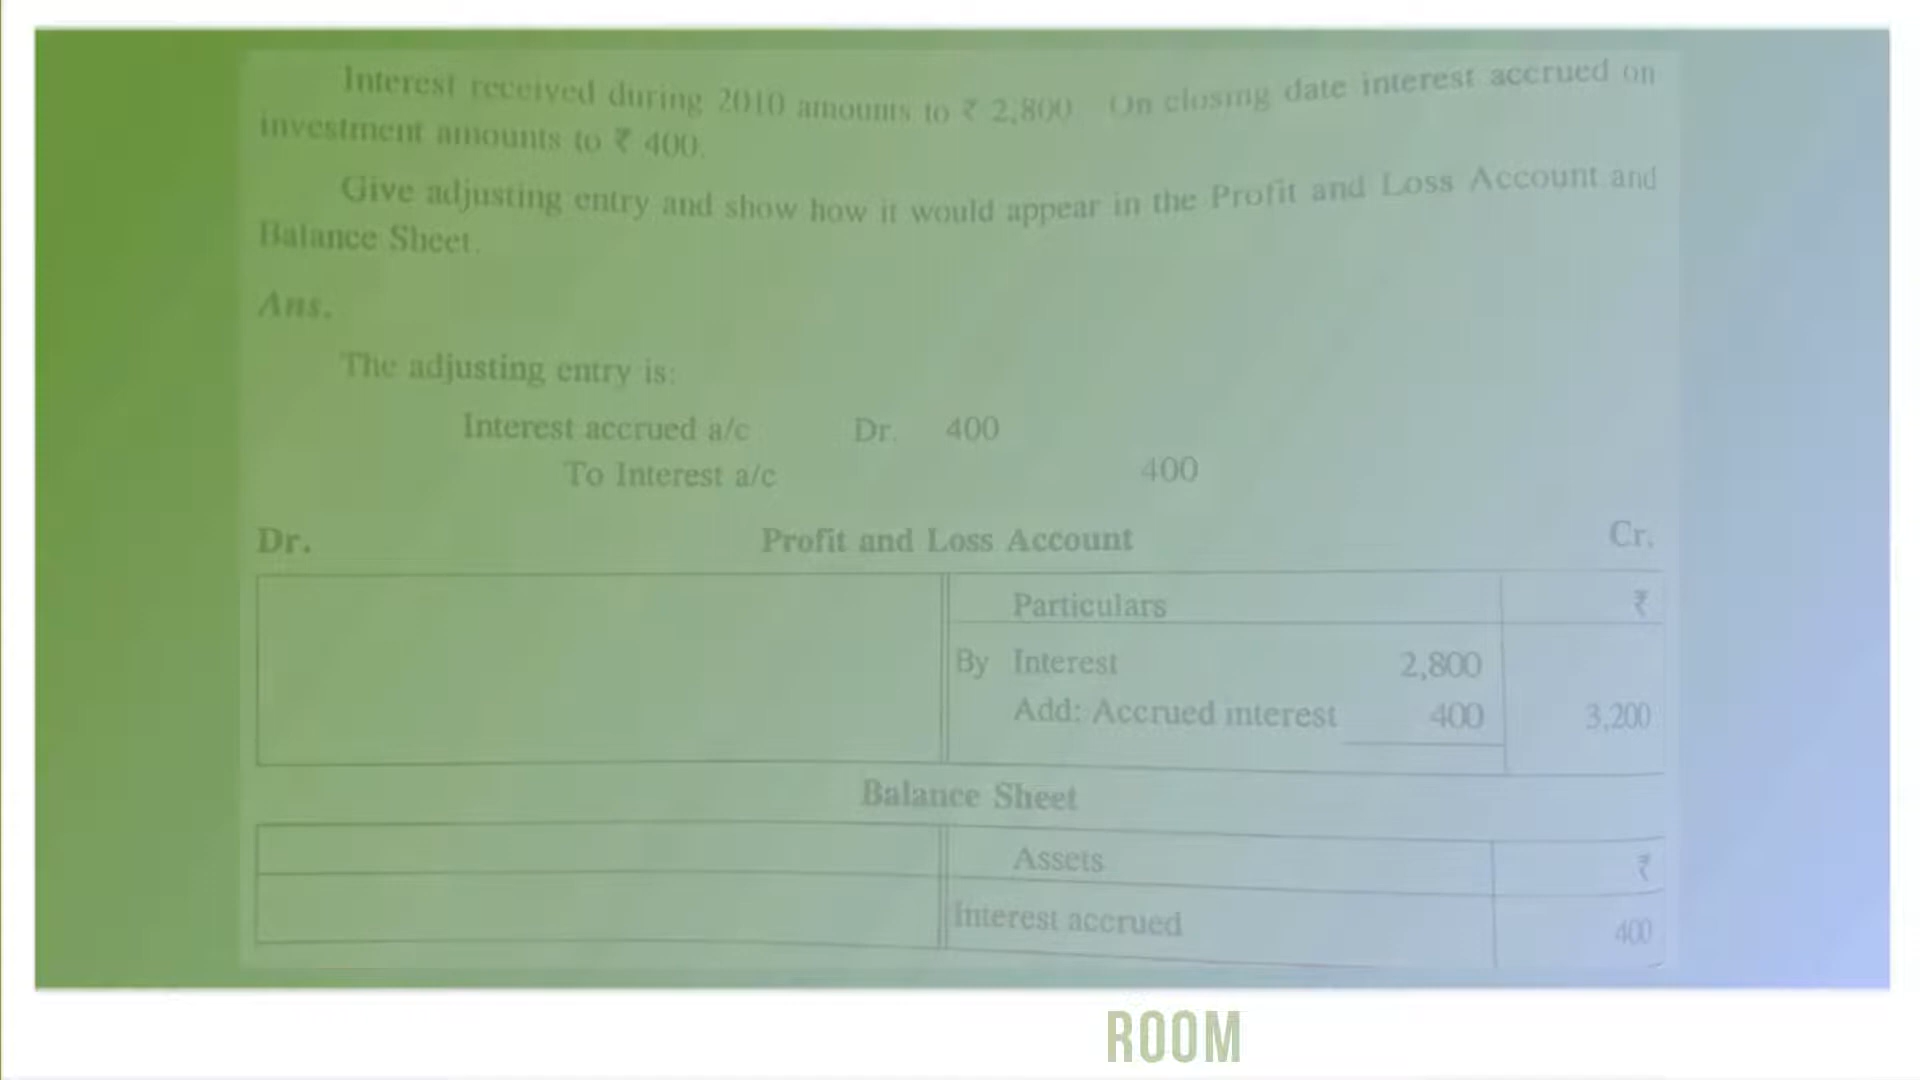 Interest received during 2010 amounts to ₹ 2,800 On closing date interest accrued on
investment amounts to ₹ 400.
Give adjusting entry and show how it would appear in the Profit and Loss Account and
Balance Sheet.
Ans.
The adjusting entry is:
Interest accrued a/c Dr. 400
To Interest a/c 400
Dr. Profit and Loss Account Cr.
Particulars ₹
By Interest 2,800
Add: Accrued interest 400 3,200
Balance Sheet
Assets ₹
Interest accrued 400
ROOM